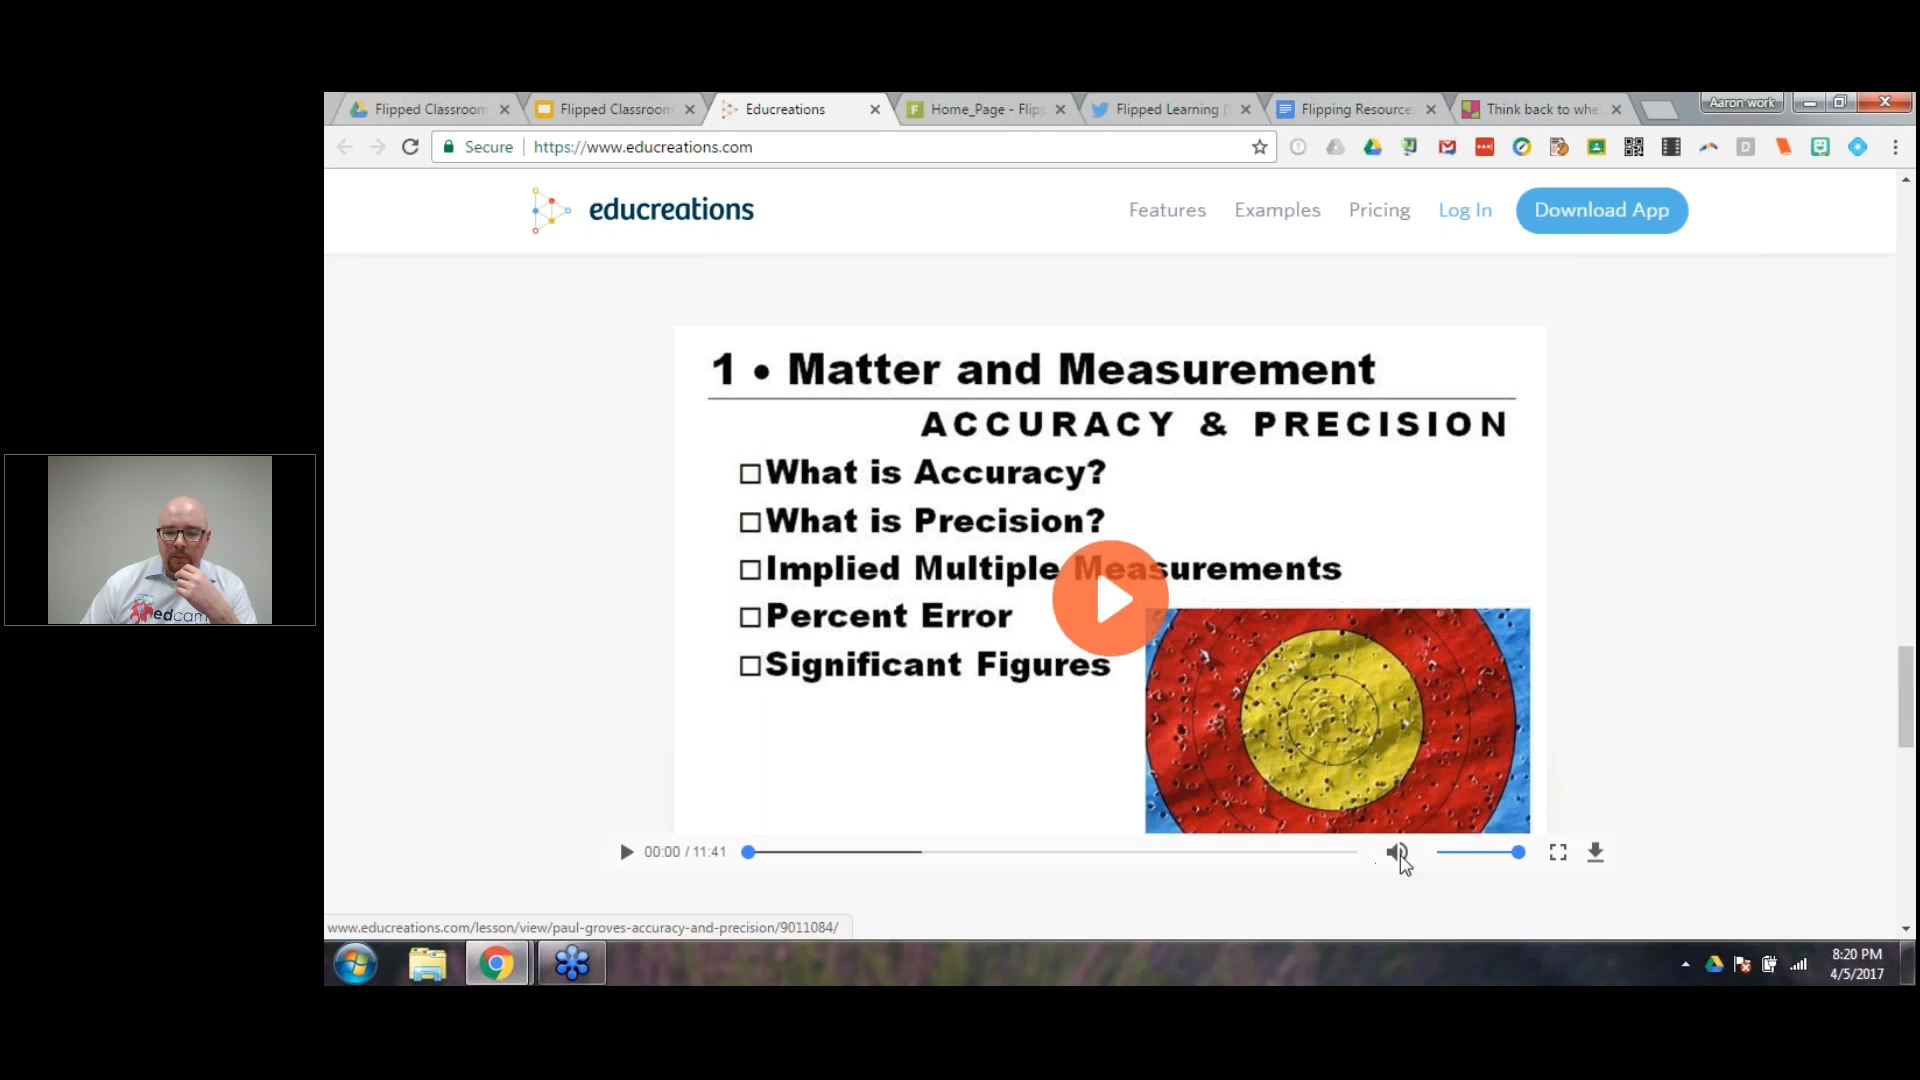 Flipped Classroom
Flipped Classroom
Educreations
Home_Page - Flip
Flipped Learning (
Flipping Resource
Think back to whe
Aaron work
Secure
https://www.educreations.com
D
educreations
Features
Examples
Pricing
Log In
Download App
1 • Matter and Measurement
ACCURACY & PRECISION
What is Accuracy?
What is Precision?
Implied Multiple Measurements
Percent Error
Significant Figures
edcam
00:00 / 11:41
www.educreations.com/lesson/view/paul-groves-accuracy-and-precision/9011084/
8:20 PM
4/5/2017